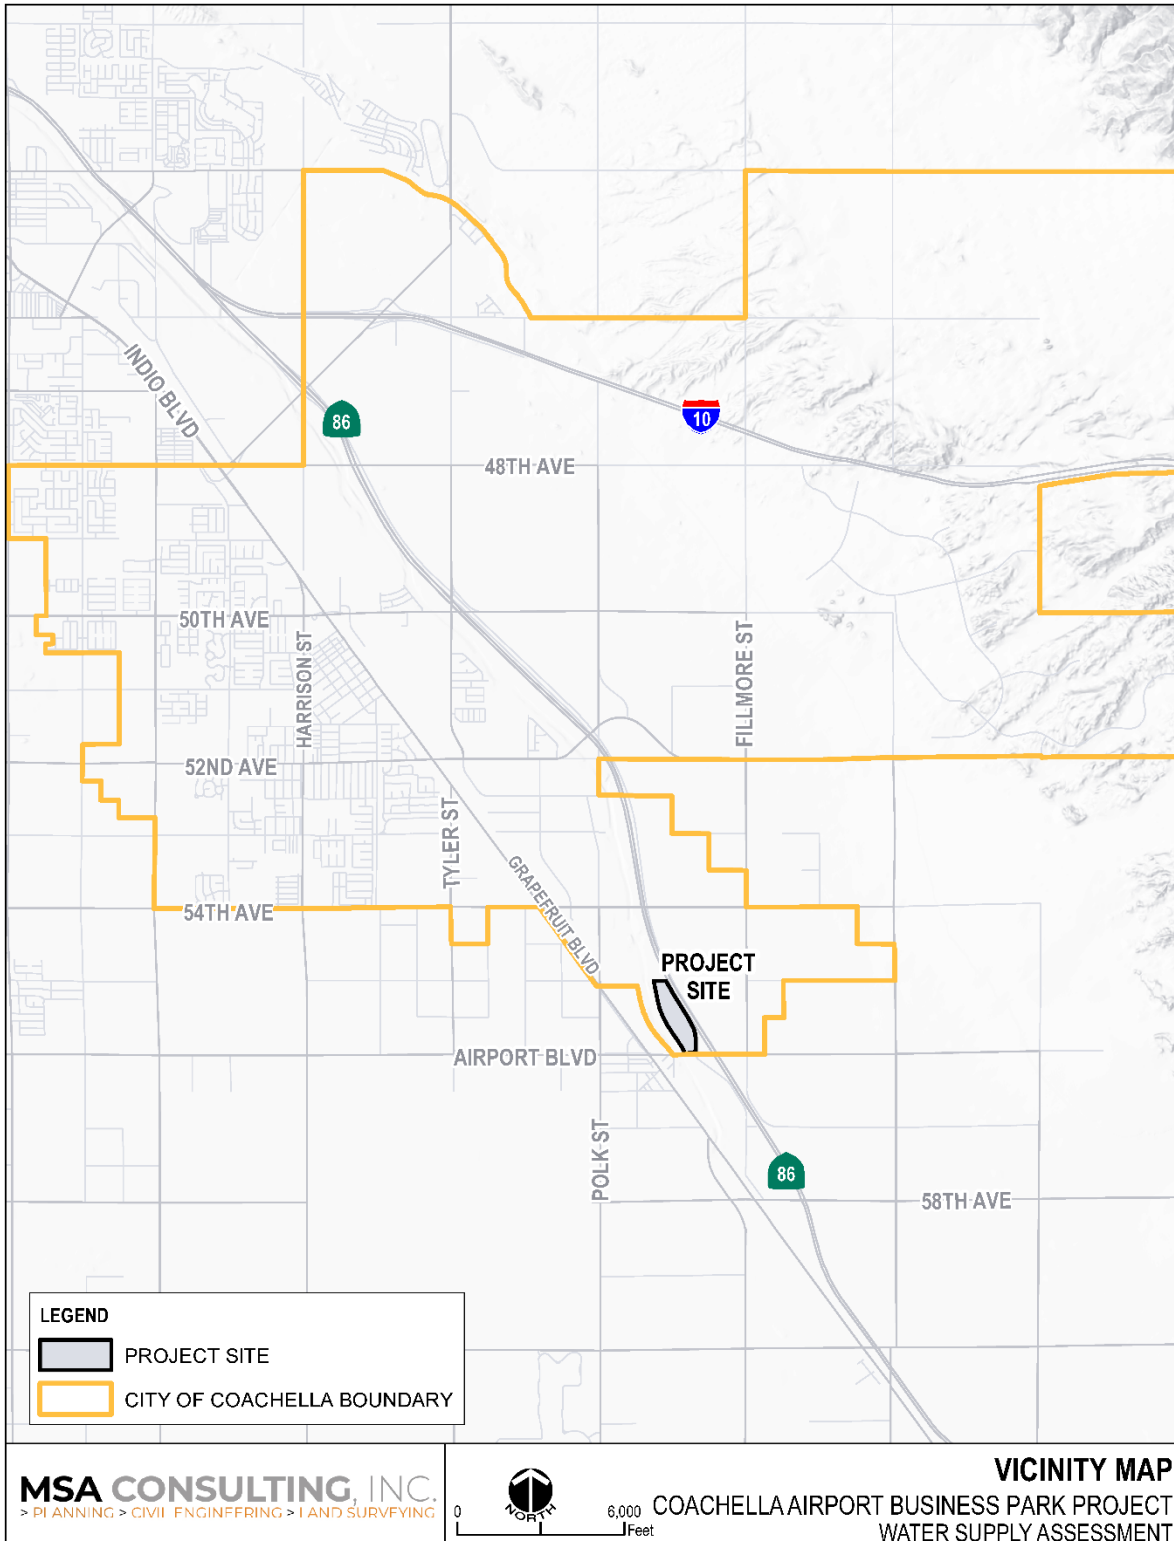 INDIO BLVD
86
10
48TH AVE
50TH AVE
HARRISON ST
FILLMORE ST
52ND AVE
TYLER ST
GRAPEFRUIT BLVD
54TH AVE
PROJECT
SITE
AIRPORT BLVD
POLK ST
86
58TH AVE
LEGEND
PROJECT SITE
CITY OF COACHELLA BOUNDARY
MSA CONSULTING, INC.
> PLANNING > CIVIL ENGINEERING > LAND SURVEYING
NORTH
0 6,000
Feet
VICINITY MAP
COACHELLA AIRPORT BUSINESS PARK PROJECT
WATER SUPPLY ASSESSMENT